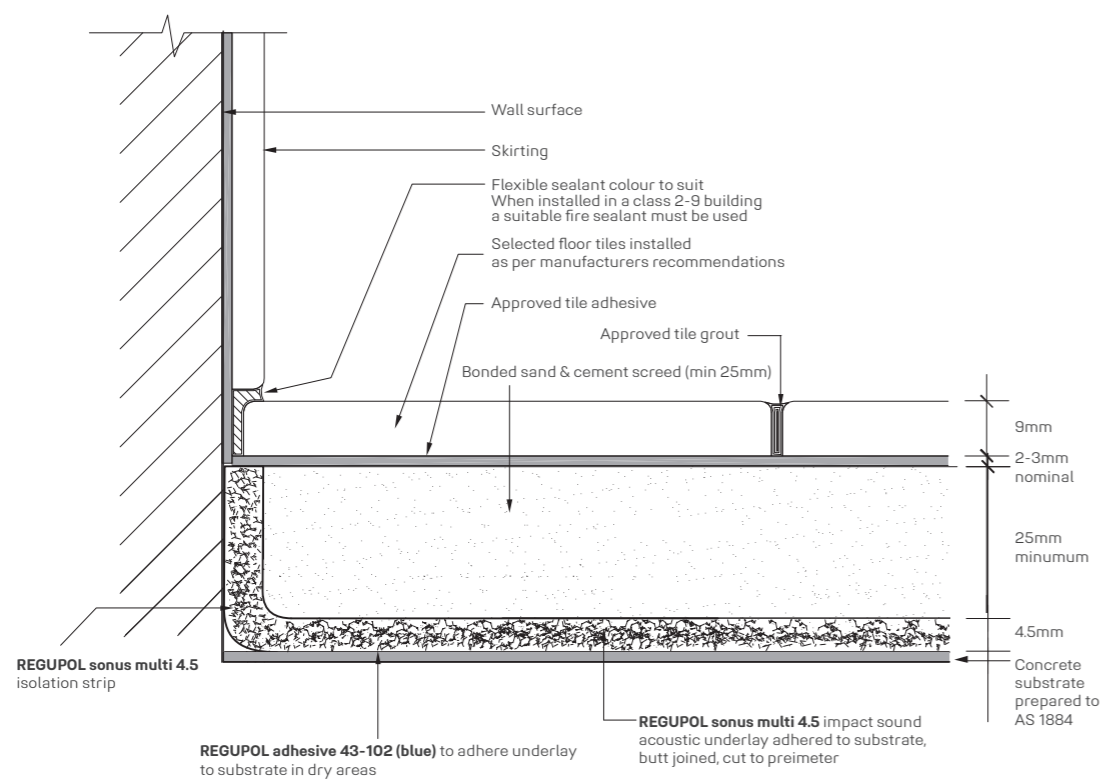 Wall surface
Skirting
Flexible sealant colour to suit
When installed in a class 2-9 building
a suitable fire sealant must be used
Selected floor tiles installed
as per manufacturers recommendations
Approved tile adhesive
Approved tile grout
Bonded sand & cement screed (min 25mm)
9mm
2-3mm
nominal
25mm
minumum
4.5mm
Concrete
substrate
prepared to
AS 1884
REGUPOL sonus multi 4.5
isolation strip
REGUPOL adhesive 43-102 (blue) to adhere underlay
to substrate in dry areas
REGUPOL sonus multi 4.5 impact sound
acoustic underlay adhered to substrate,
butt joined, cut to preimeter